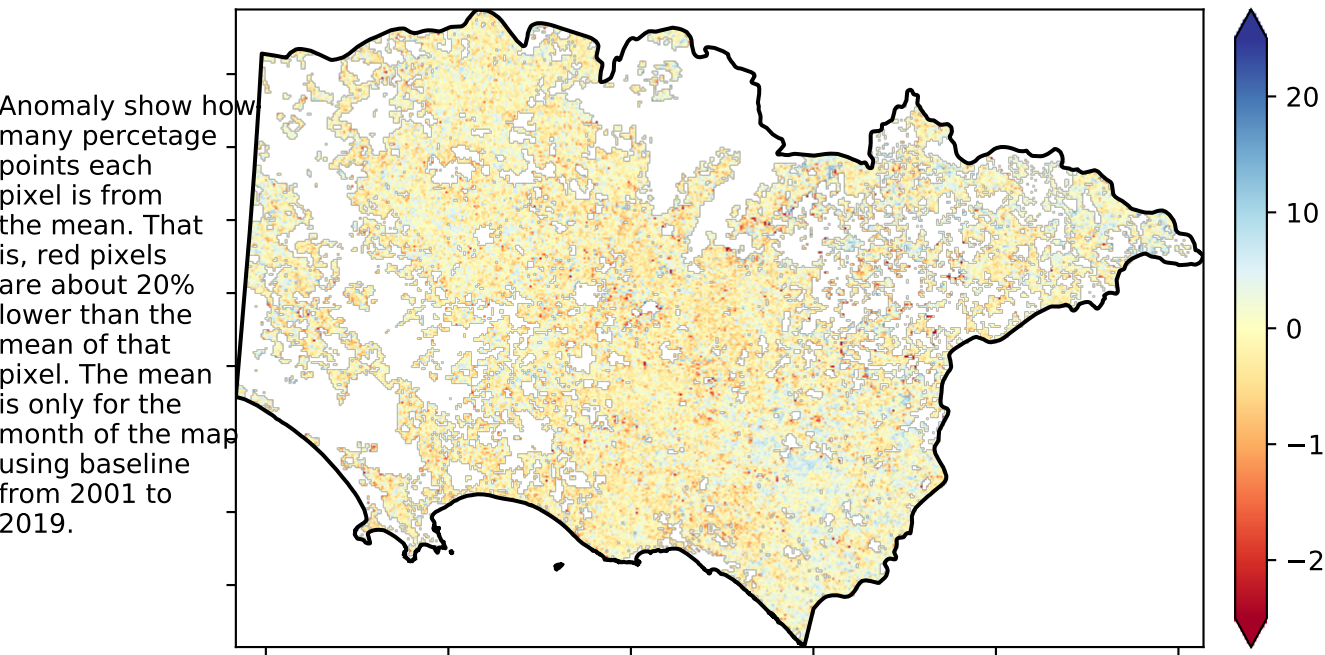 Anomaly show how
many percetage
points each
pixel is from
the mean. That
is, red pixels
are about 20%
lower than the
mean of that
pixel. The mean
is only for the
month of the map
using baseline
from 2001 to
2019.
20
10
0
−1
−2